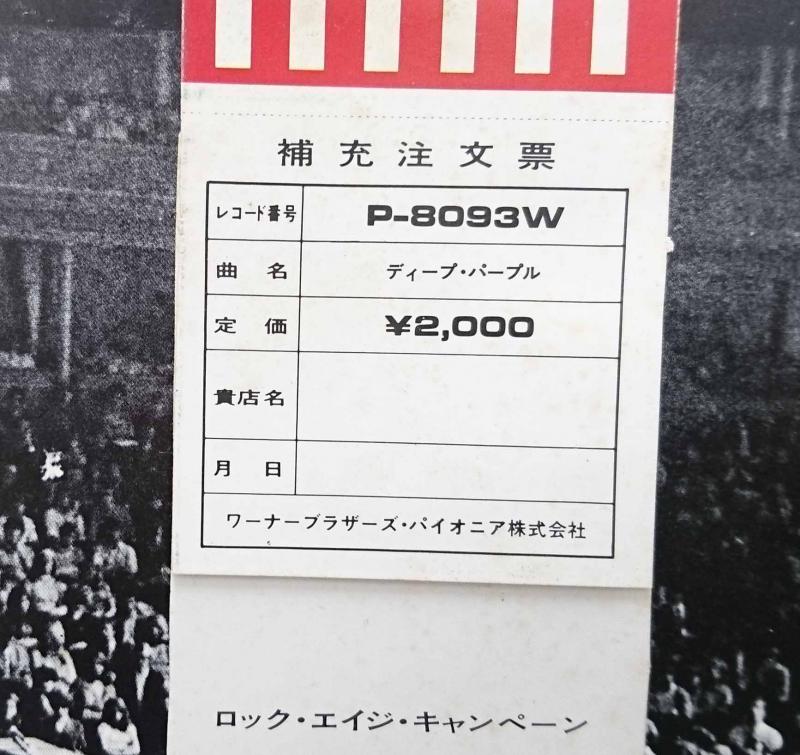 補充注文票
レコード番号 P-8093W
曲名 ディープ・パープル
定価 ¥2,000
貴店名
月日
ワーナーブラザーズ・パイオニア株式会社
ロック・エイジ・キャンペーン